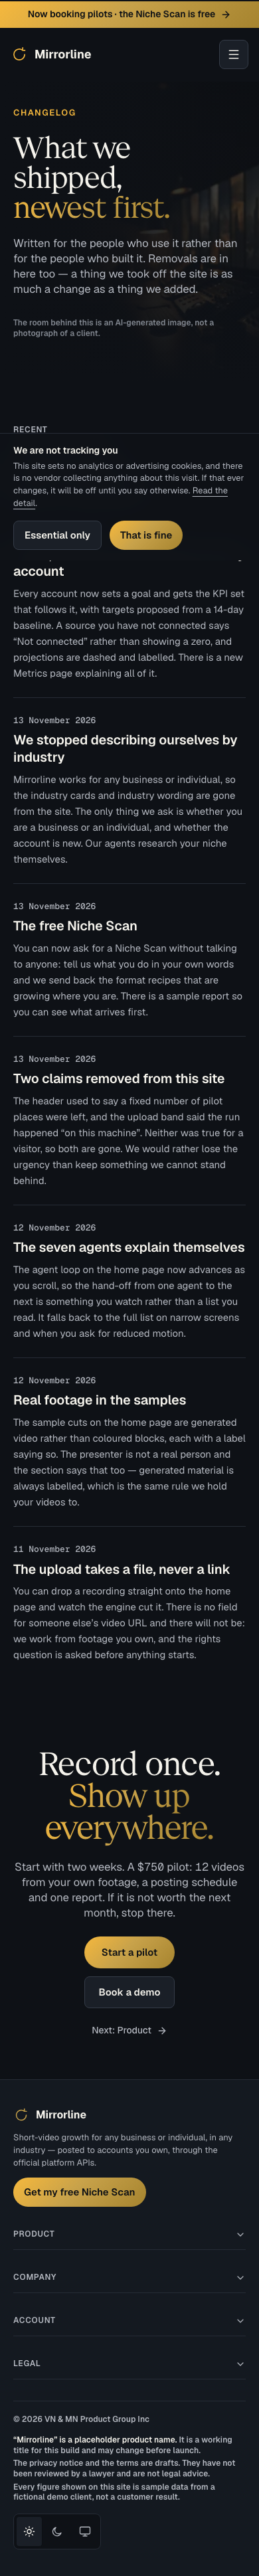 Now booking pilots · the Niche Scan is free →
Mirrorline
CHANGELOG
What we
shipped,
newest first.
Written for the people who use it rather than
for the people who built it. Removals are in
here too — a thing we took off the site is as
much a change as a thing we added.
The room behind this is an AI-generated image, not a
photograph of a client.
RECENT
We are not tracking you
This site sets no analytics or advertising cookies, and there
is no vendor collecting anything about this visit. If that ever
changes, it will be off until you say otherwise. Read the
detail.
Essential only
That is fine
account
Every account now sets a goal and gets the KPI set
that follows it, with targets proposed from a 14-day
baseline. A source you have not connected says
“Not connected” rather than showing a zero, and
projections are dashed and labelled. There is a new
Metrics page explaining all of it.
13 November 2026
We stopped describing ourselves by
industry
Mirrorline works for any business or individual, so
the industry cards and industry wording are gone
from the site. The only thing we ask is whether you
are a business or an individual, and whether the
account is new. Our agents research your niche
themselves.
13 November 2026
The free Niche Scan
You can now ask for a Niche Scan without talking
to anyone: tell us what you do in your own words
and we send back the format recipes that are
growing where you are. There is a sample report so
you can see what arrives first.
13 November 2026
Two claims removed from this site
The header used to say a fixed number of pilot
places were left, and the upload band said the run
happened “on this machine”. Neither was true for a
visitor, so both are gone. We would rather lose the
urgency than keep something we cannot stand
behind.
12 November 2026
The seven agents explain themselves
The agent loop on the home page now advances as
you scroll, so the hand-off from one agent to the
next is something you watch rather than a list you
read. It falls back to the full list on narrow screens
and when you ask for reduced motion.
12 November 2026
Real footage in the samples
The sample cuts on the home page are generated
video rather than coloured blocks, each with a label
saying so. The presenter is not a real person and
the section says that too — generated material is
always labelled, which is the same rule we hold
your videos to.
11 November 2026
The upload takes a file, never a link
You can drop a recording straight onto the home
page and watch the engine cut it. There is no field
for someone else’s video URL and there will not be:
we work from footage you own, and the rights
question is asked before anything starts.
Record once.
Show up
everywhere.
Start with two weeks. A $750 pilot: 12 videos
from your own footage, a posting schedule
and one report. If it is not worth the next
month, stop there.
Start a pilot
Book a demo
Next: Product →
Mirrorline
Short-video growth for any business or individual, in any
industry — posted to accounts you own, through the
official platform APIs.
Get my free Niche Scan
PRODUCT
COMPANY
ACCOUNT
LEGAL
© 2026 VN & MN Product Group Inc
“Mirrorline” is a placeholder product name. It is a working
title for this build and may change before launch.
The privacy notice and the terms are drafts. They have not
been reviewed by a lawyer and are not legal advice.
Every figure shown on this site is sample data from a
fictional demo client, not a customer result.